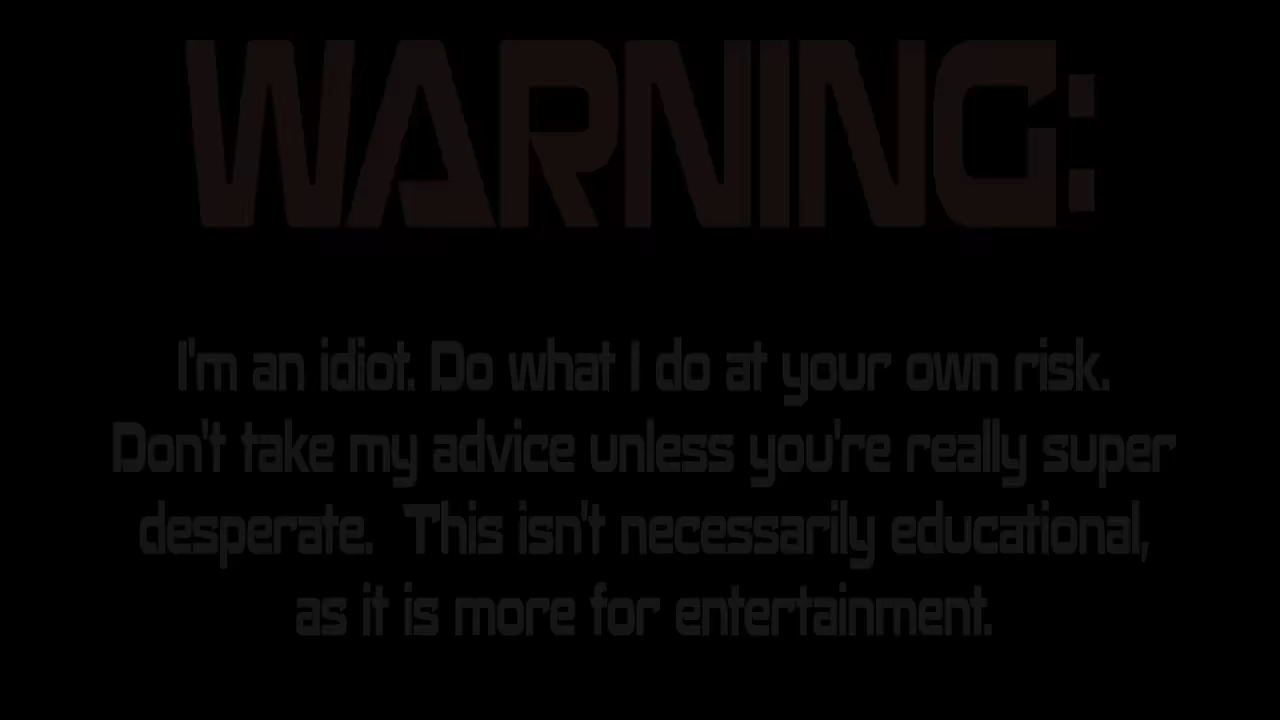 WARNING:
I'm an idiot. Do what I do at your own risk.
Don't take my advice unless you're really super
desperate.  This isn't necessarily educational,
as it is more for entertainment.